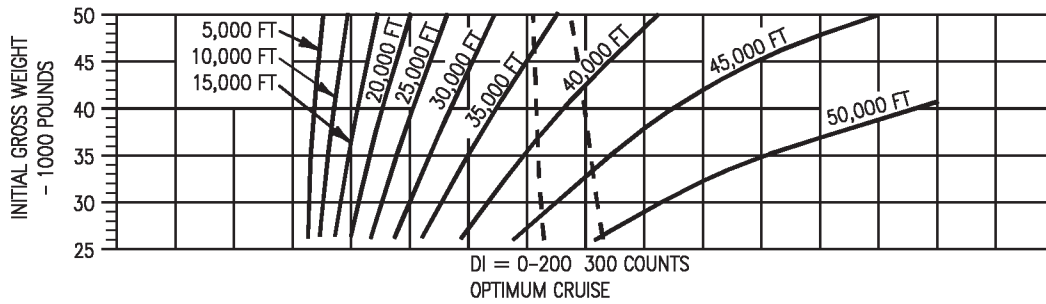 INITIAL GROSS WEIGHT
- 1000 POUNDS
50
45
40
35
30
25
5,000 FT
10,000 FT
15,000 FT
20,000 FT
25,000 FT
30,000 FT
35,000 FT
40,000 FT
45,000 FT
50,000 FT
DI = 0-200 300 COUNTS
OPTIMUM CRUISE